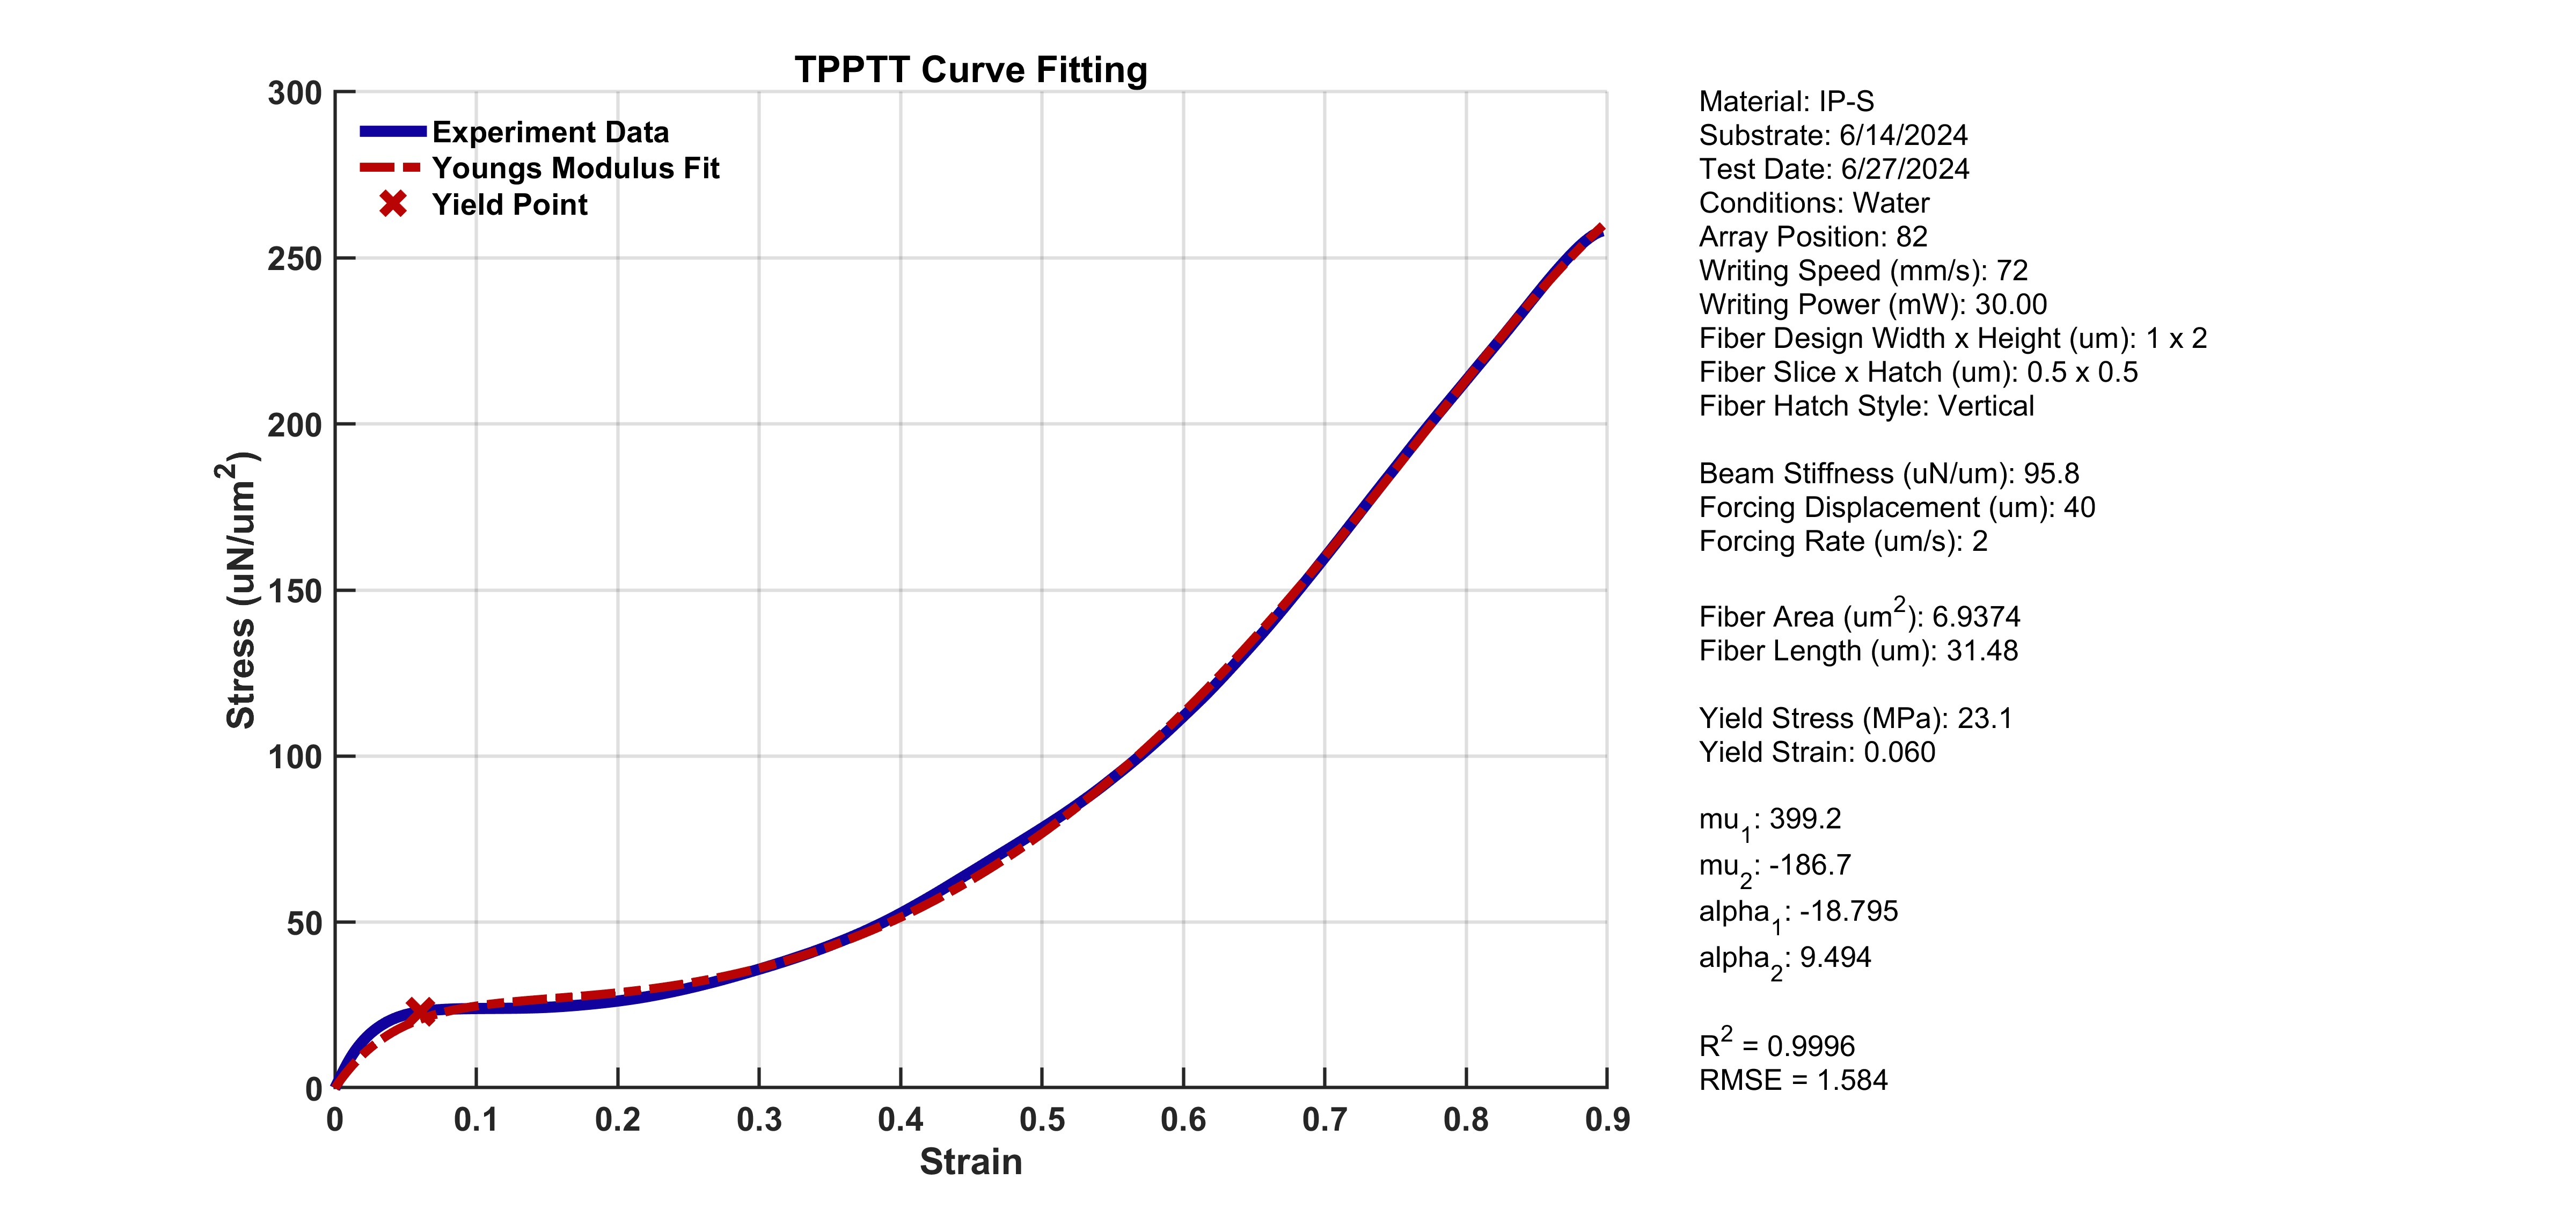 TPPTT Curve Fitting
300
250
200
150
100
50
0
Stress (uN/um²)
0 0.1 0.2 0.3 0.4 0.5 0.6 0.7 0.8 0.9
Strain
Experiment Data
Youngs Modulus Fit
Yield Point
Material: IP-S
Substrate: 6/14/2024
Test Date: 6/27/2024
Conditions: Water
Array Position: 82
Writing Speed (mm/s): 72
Writing Power (mW): 30.00
Fiber Design Width x Height (um): 1 x 2
Fiber Slice x Hatch (um): 0.5 x 0.5
Fiber Hatch Style: Vertical
Beam Stiffness (uN/um): 95.8
Forcing Displacement (um): 40
Forcing Rate (um/s): 2
Fiber Area (um²): 6.9374
Fiber Length (um): 31.48
Yield Stress (MPa): 23.1
Yield Strain: 0.060
mu₁: 399.2
mu₂: -186.7
alpha₁: -18.795
alpha₂: 9.494
R² = 0.9996
RMSE = 1.584